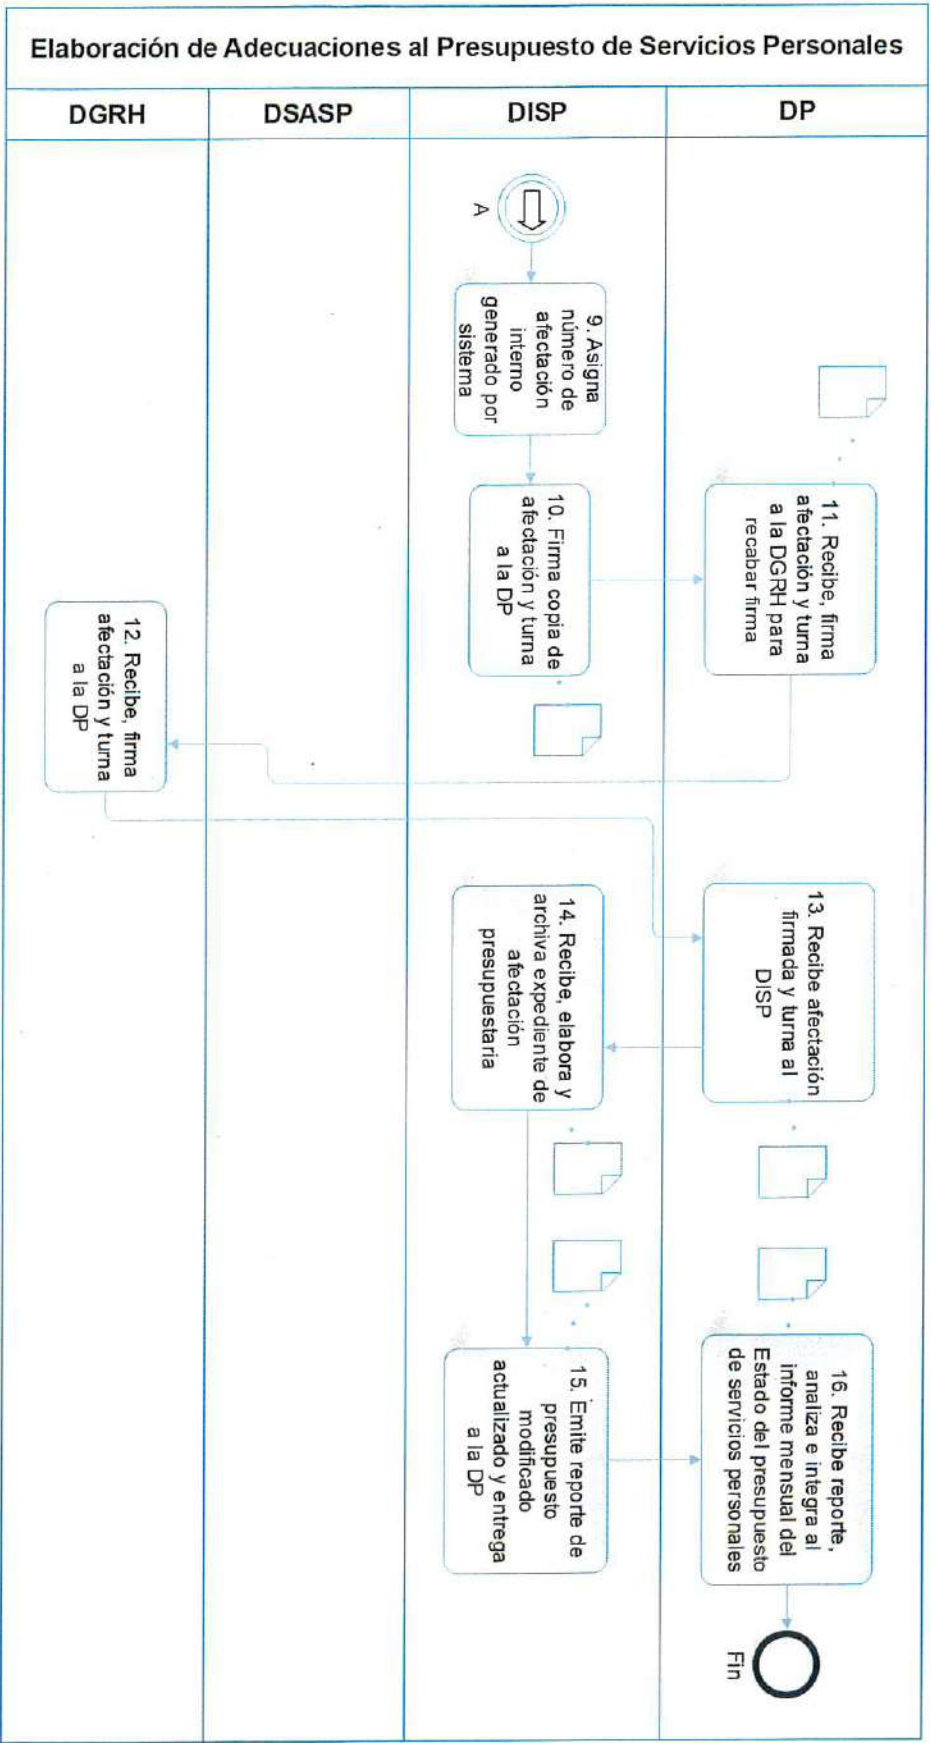 Elaboración de Adecuaciones al Presupuesto de Servicios Personales
DGRH
DSASP
DISP
DP
A
9. Asigna
número de
afectación
interno
generado por
sistema
10. Firma copia de
afectación y turna
a la DP
11. Recibe, firma
afectación y turna
a la DGRH para
recabar firma
12. Recibe, firma
afectación y turna
a la DP
13. Recibe afectación
firmada y turna al
DISP
14. Recibe, elabora y
archiva expediente de
afectación
presupuestaria
15. Emite reporte de
presupuesto
modificado
actualizado y entrega
a la DP
16. Recibe reporte,
analiza e integra al
informe mensual del
Estado del presupuesto
de servicios personales
Fin